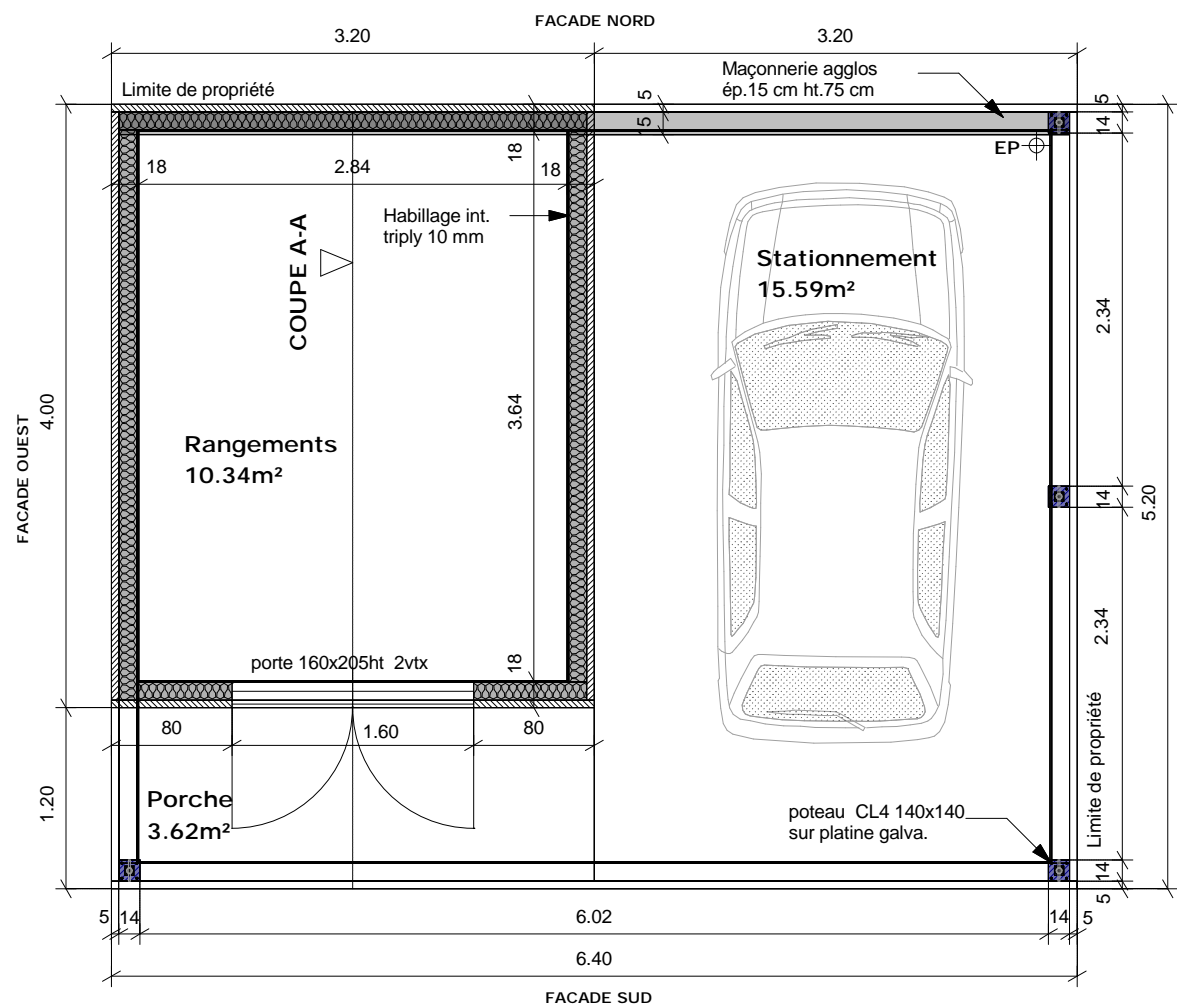 FACADE NORD
3.20
3.20
Limite de propriété
Maçonnerie agglos
ép.15 cm ht.75 cm
5
15
5
14
EP
18
18
2.84
18
Habillage int.
triply 10 mm
COUPE A-A
Stationnement
15.59m²
2.34
4.00
3.64
FACADE OUEST
Rangements
10.34m²
14
5.20
2.34
porte 160x205ht 2vtx
18
80
1.60
80
Limite de propriété
1.20
Porche
3.62m²
poteau CL4 140x140
sur platine galva.
14
5
5
14
6.02
14
5
6.40
FACADE SUD